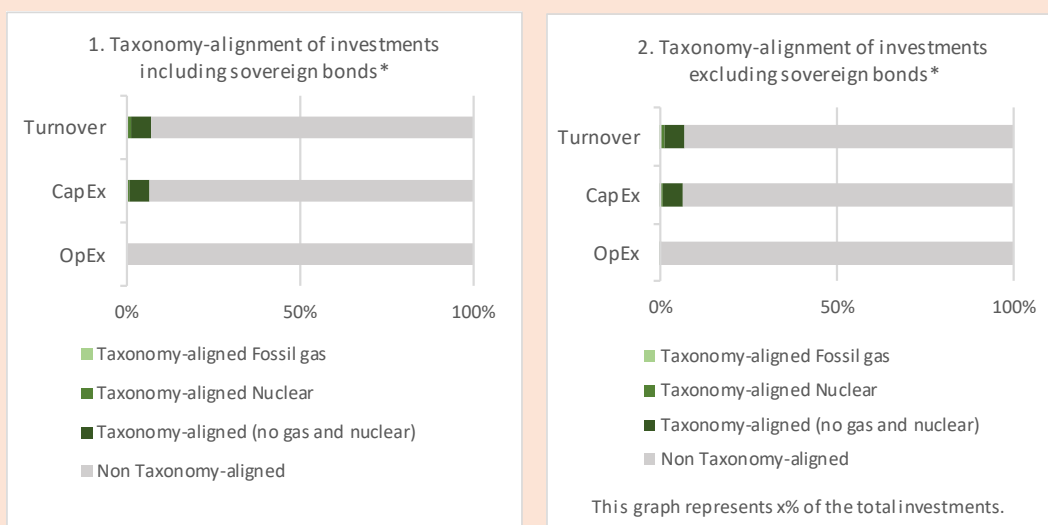 1. Taxonomy-alignment of investments
including sovereign bonds*
Turnover
CapEx
OpEx
0%
50%
100%
Taxonomy-aligned Fossil gas
Taxonomy-aligned Nuclear
Taxonomy-aligned (no gas and nuclear)
Non Taxonomy-aligned
2. Taxonomy-alignment of investments
excluding sovereign bonds*
Turnover
CapEx
OpEx
0%
50%
100%
Taxonomy-aligned Fossil gas
Taxonomy-aligned Nuclear
Taxonomy-aligned (no gas and nuclear)
Non Taxonomy-aligned
This graph represents x% of the total investments.